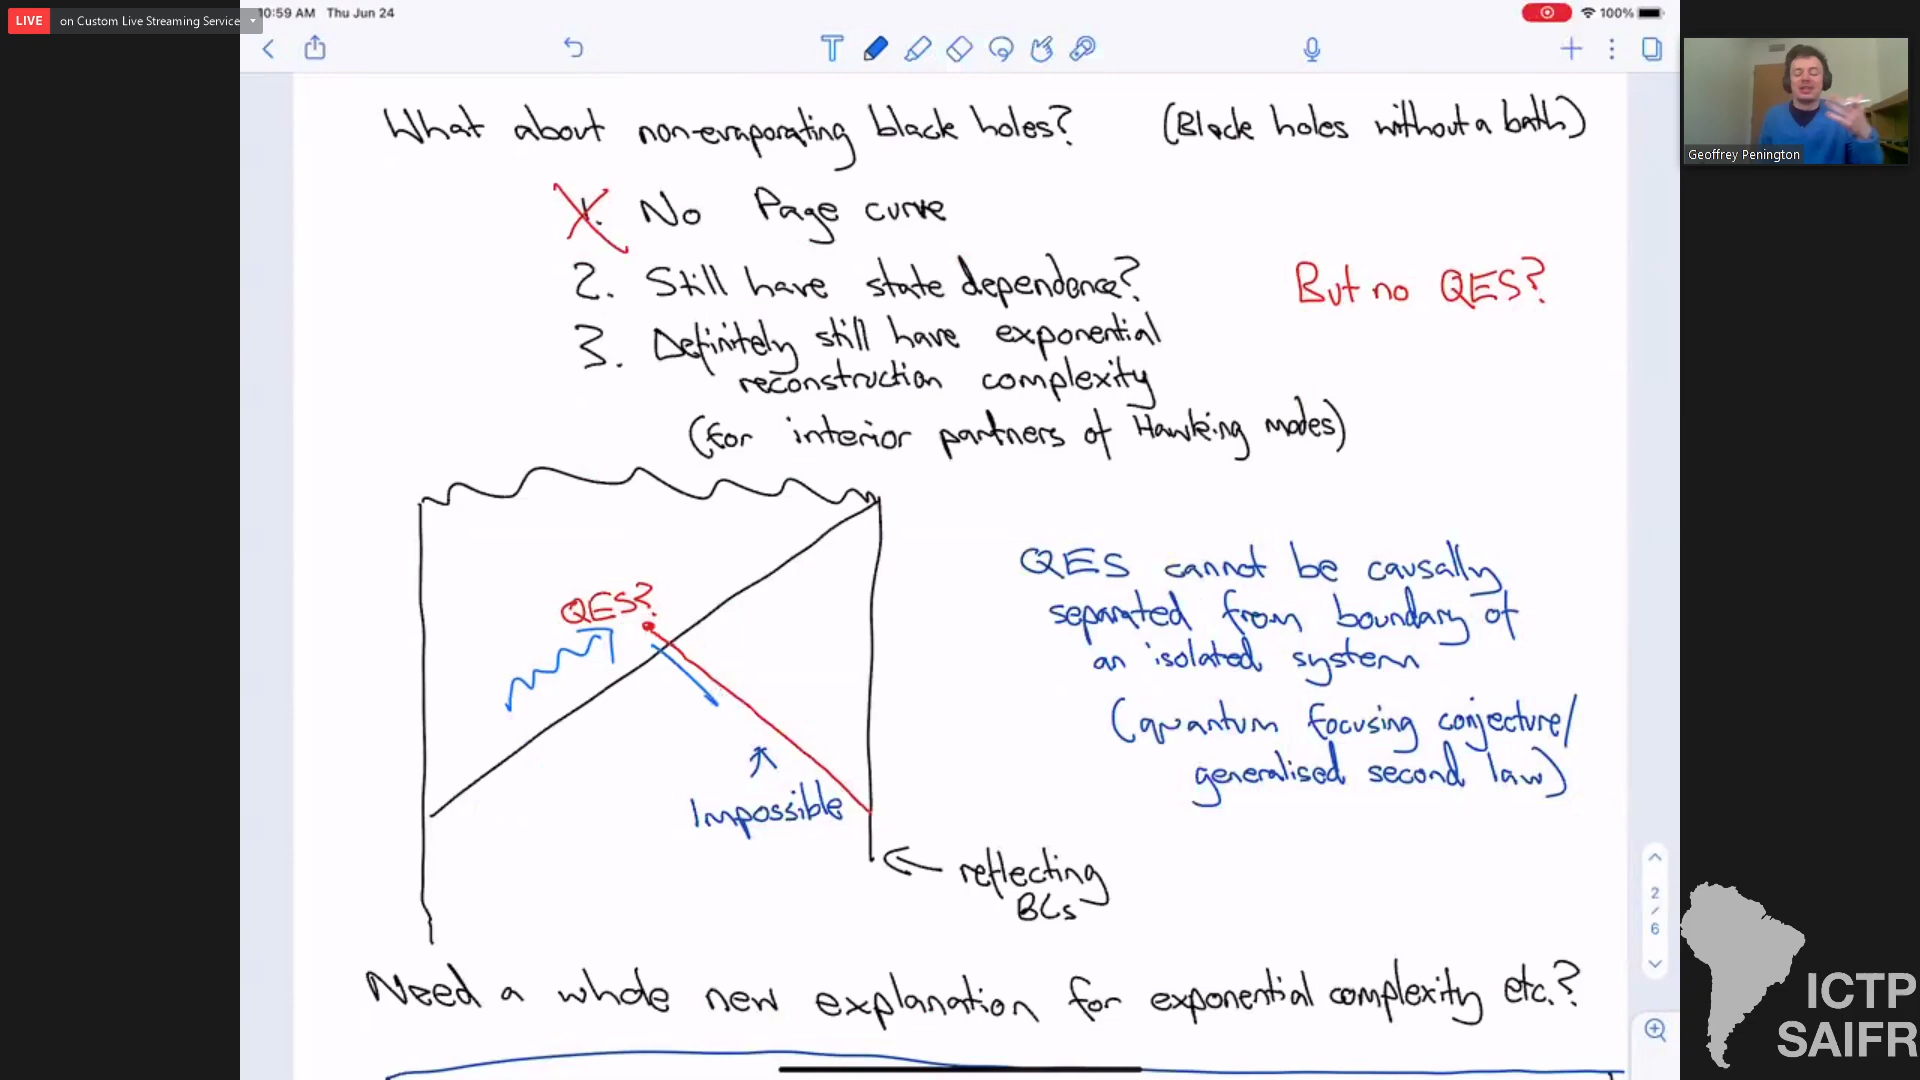 LIVE on Custom Live Streaming Service
10:59 AM Thu Jun 24
100%
Geoffrey Penington
What about non-evaporating black holes? (Black holes without a bath)
1. No Page curve
2. Still have state dependence?
But no QES?
3. Definitely still have exponential
reconstruction complexity
(for interior partners of Hawking modes)
QES?
Impossible
reflecting
BCs
QES cannot be causally
separated from boundary of
an isolated system
(quantum focusing conjecture/
generalised second law)
Need a whole new explanation for exponential complexity etc.?
2
/
6
ICTP
SAIFR